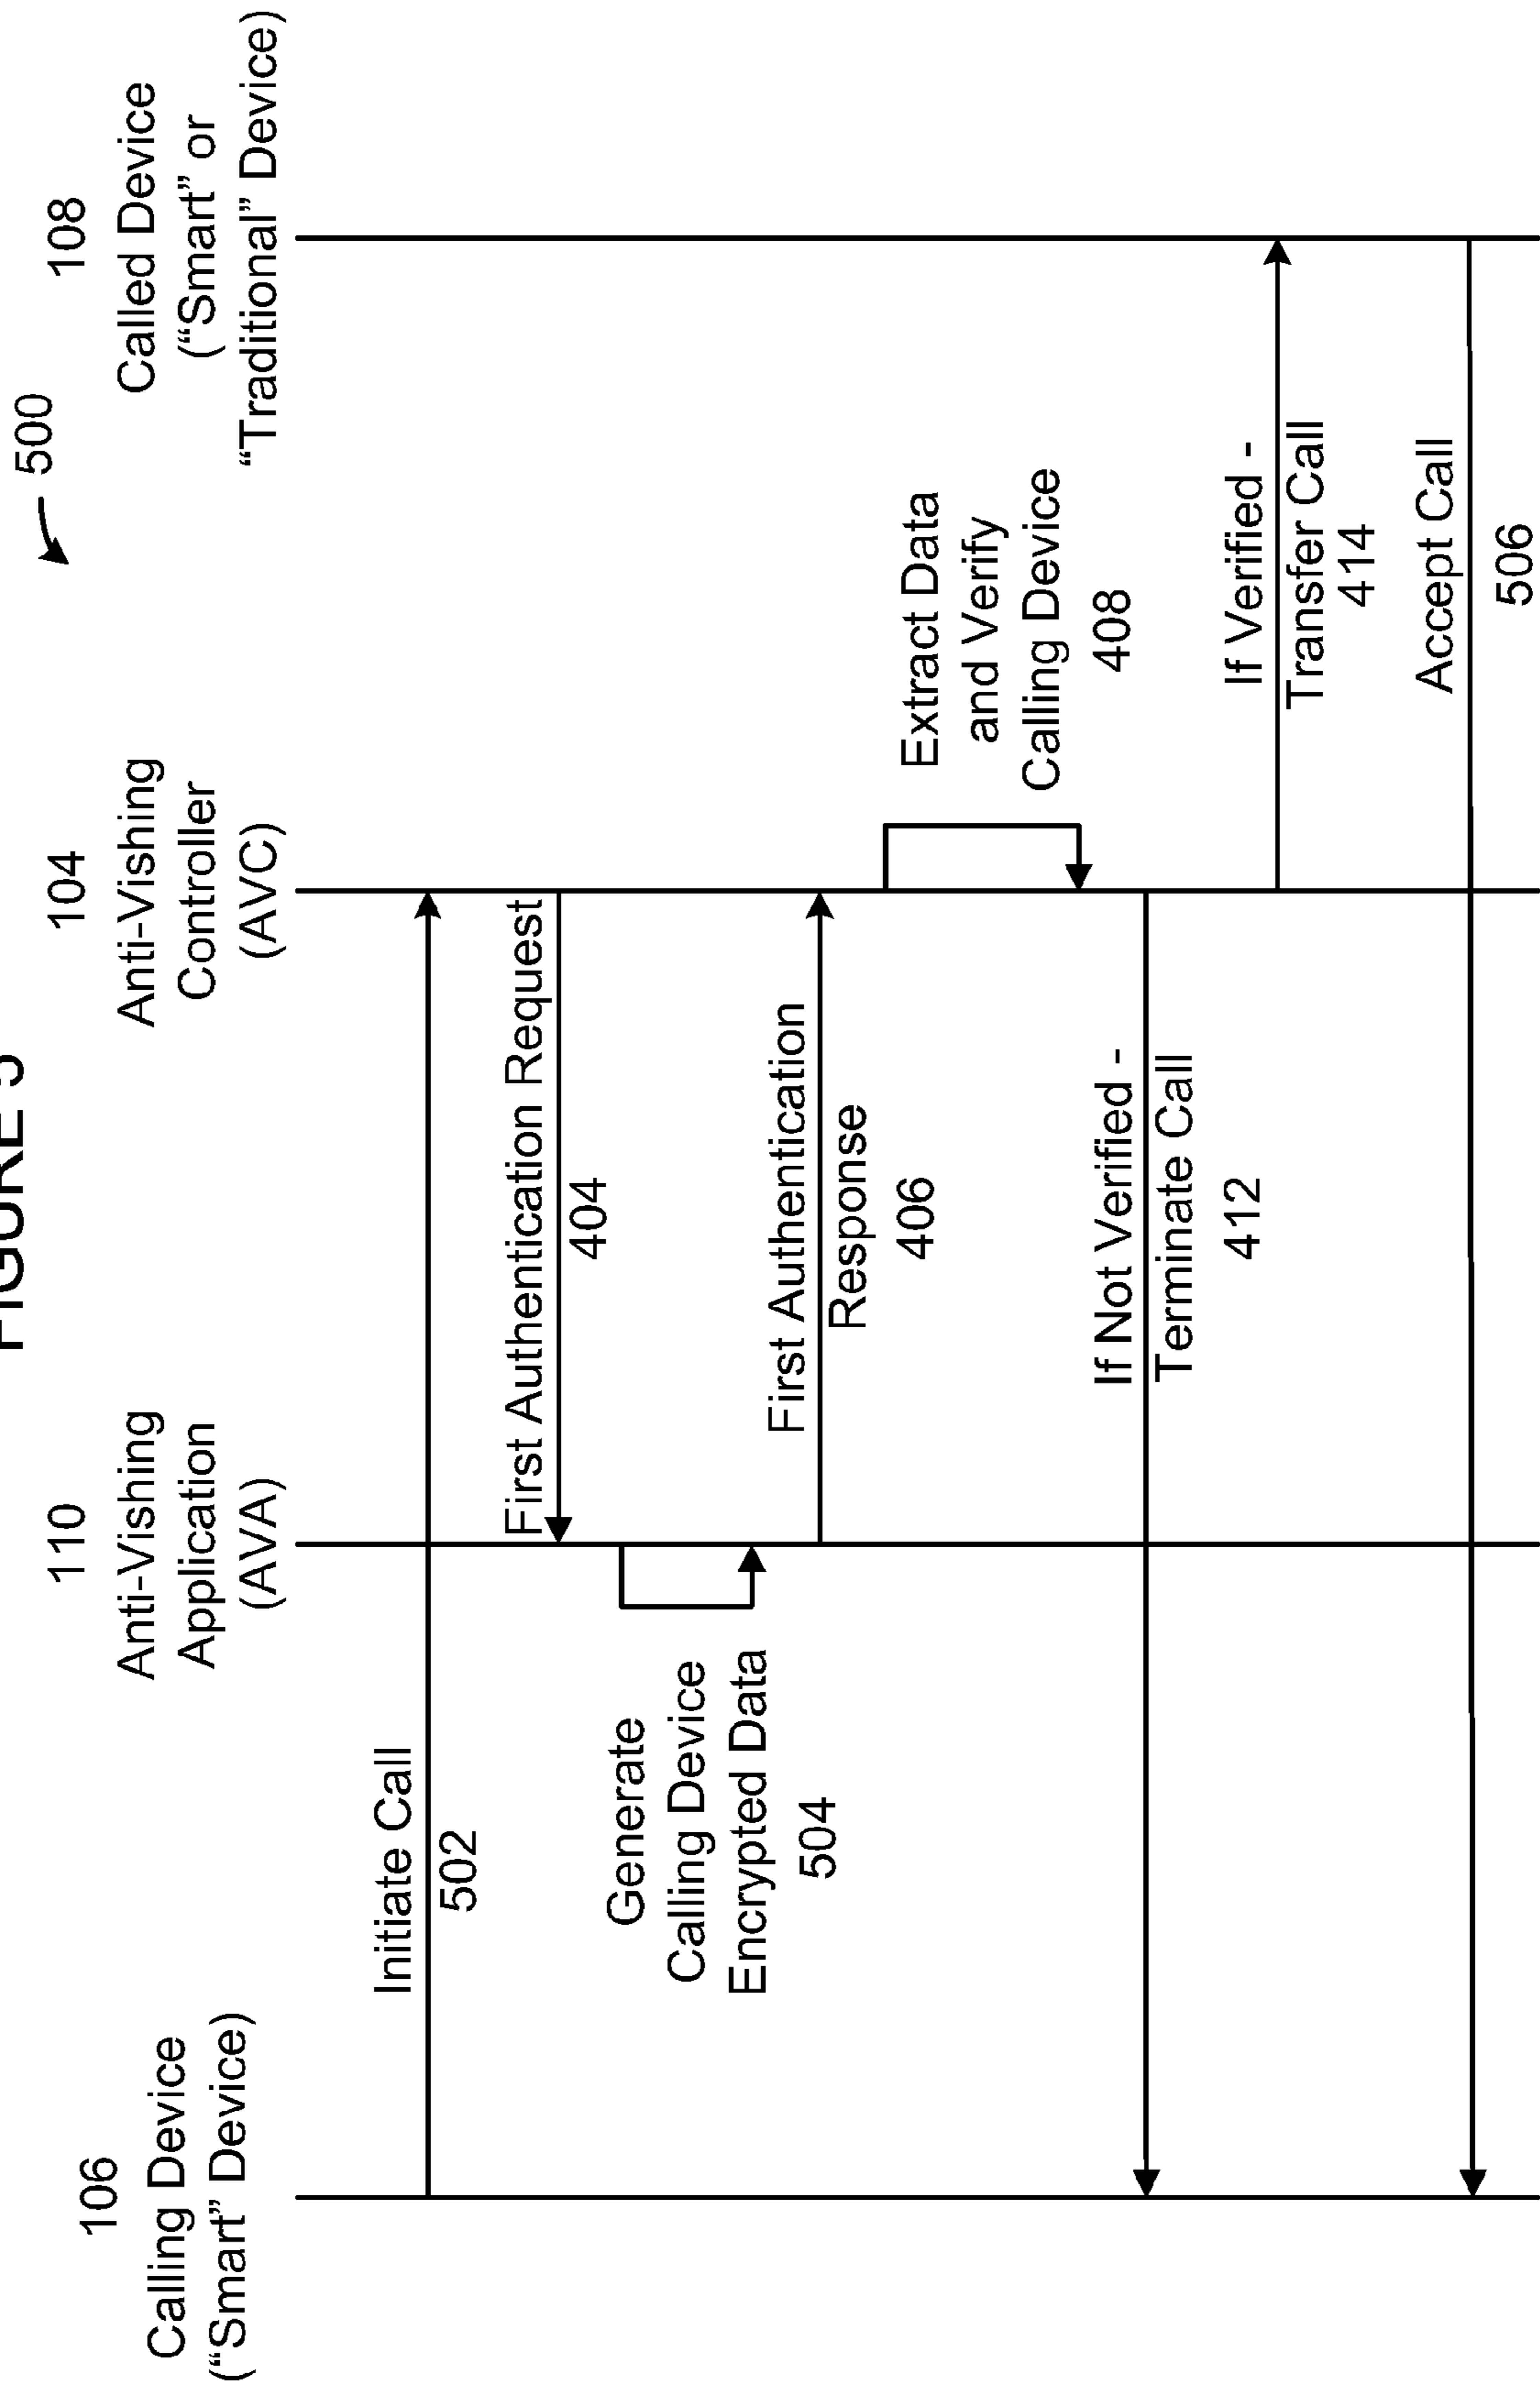 FIGURE 5
500
106
Calling Device
(“Smart” Device)
110
Anti-Vishing
Application
(AVA)
104
Anti-Vishing
Controller
(AVC)
108
Called Device
(“Smart” or
“Traditional” Device)
Initiate Call
502
First Authentication Request
404
Generate
Calling Device
Encrypted Data
504
First Authentication
Response
406
Extract Data
and Verify
Calling Device
408
If Not Verified -
Terminate Call
412
If Verified -
Transfer Call
414
Accept Call
506